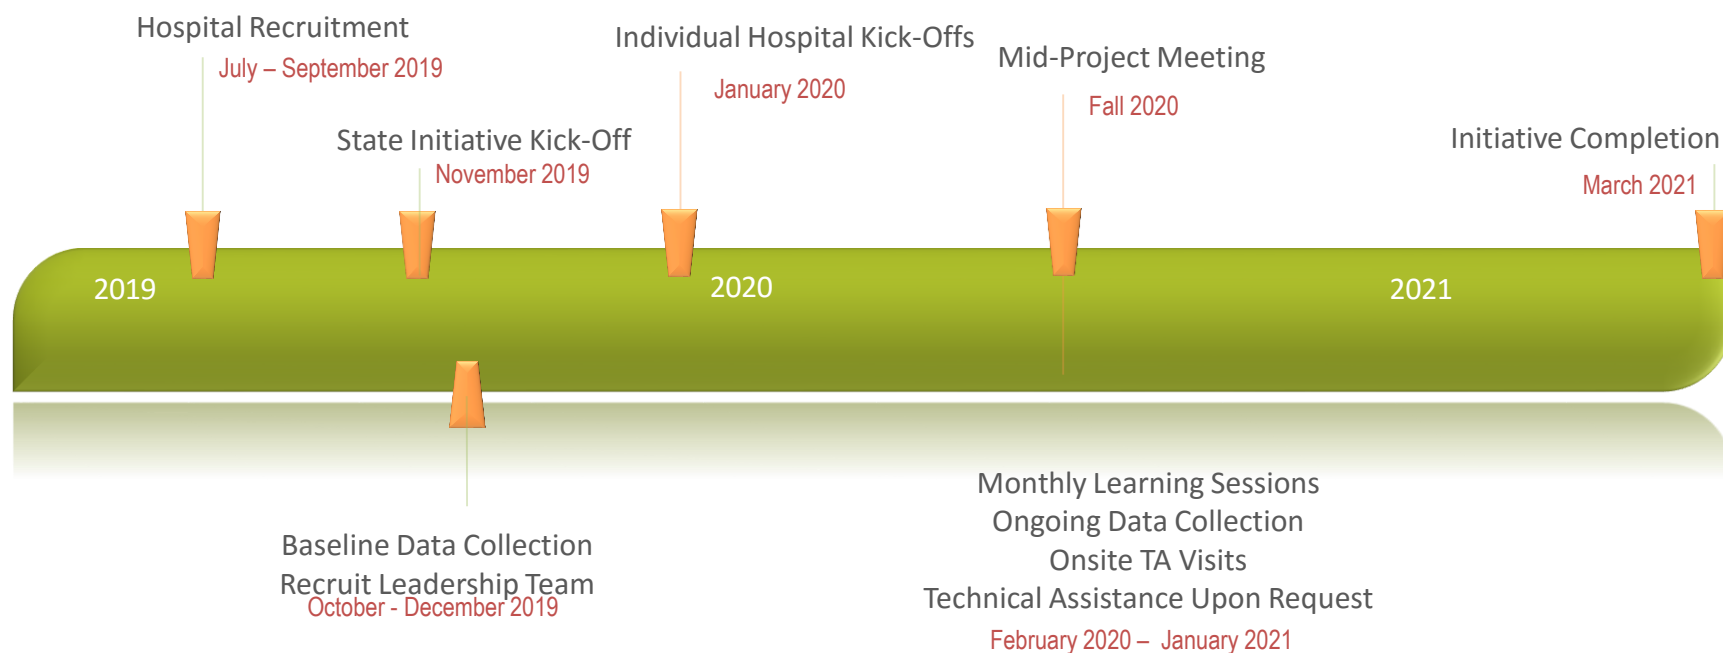 Hospital Recruitment
July – September 2019
State Initiative Kick-Off
November 2019
Individual Hospital Kick-Offs
January 2020
Mid-Project Meeting
Fall 2020
Initiative Completion
March 2021
2019
2020
2021
Baseline Data Collection
Recruit Leadership Team
October - December 2019
Monthly Learning Sessions
Ongoing Data Collection
Onsite TA Visits
Technical Assistance Upon Request
February 2020 – January 2021